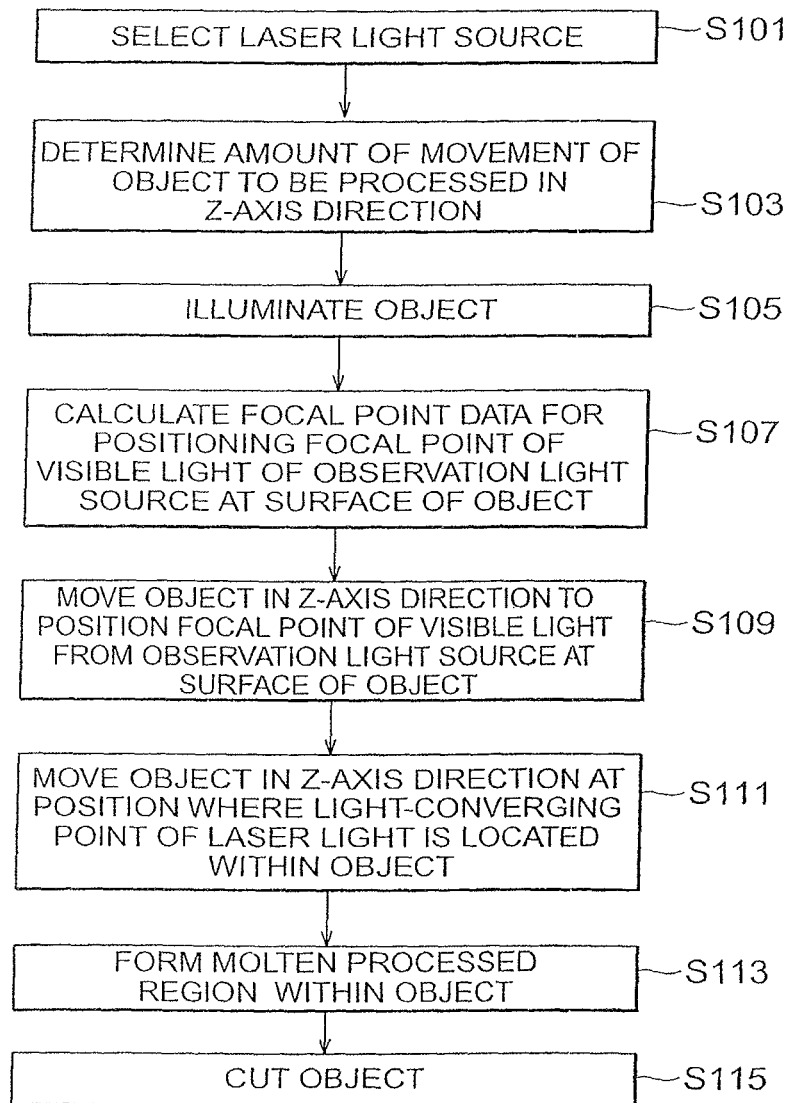 SELECT LASER LIGHT SOURCE
S101
DETERMINE AMOUNT OF MOVEMENT OF
OBJECT TO BE PROCESSED IN
Z-AXIS DIRECTION
S103
ILLUMINATE OBJECT
S105
CALCULATE FOCAL POINT DATA FOR
POSITIONING FOCAL POINT OF
VISIBLE LIGHT OF OBSERVATION LIGHT
SOURCE AT SURFACE OF OBJECT
S107
MOVE OBJECT IN Z-AXIS DIRECTION TO
POSITION FOCAL POINT OF VISIBLE LIGHT
FROM OBSERVATION LIGHT SOURCE AT
SURFACE OF OBJECT
S109
MOVE OBJECT IN Z-AXIS DIRECTION AT
POSITION WHERE LIGHT-CONVERGING
POINT OF LASER LIGHT IS LOCATED
WITHIN OBJECT
S111
FORM MOLTEN PROCESSED
REGION WITHIN OBJECT
S113
CUT OBJECT
S115